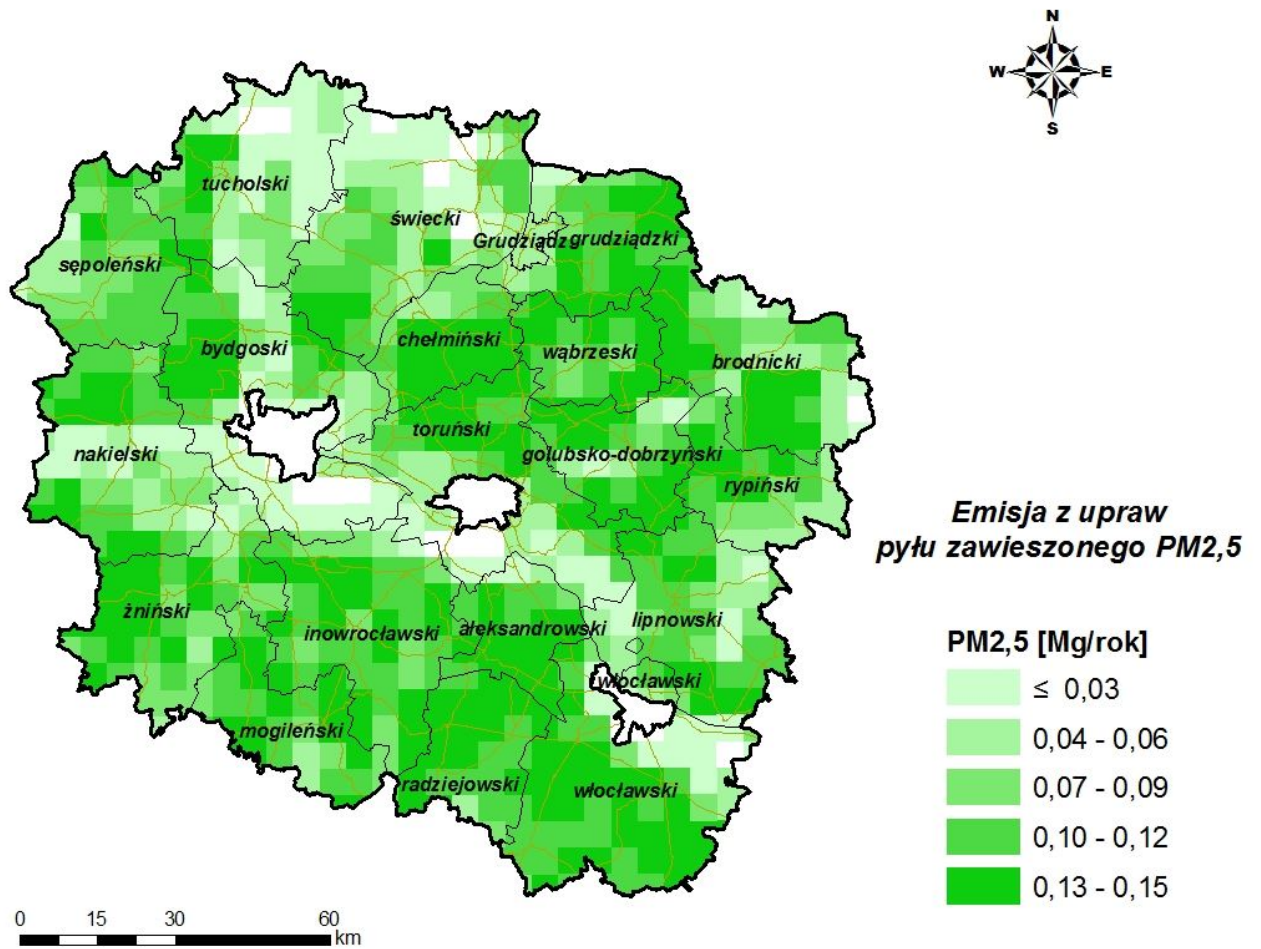 N
W E
S
tucholski
świecki
Grudziądz grudziądzki
sępoleński
bydgoski
chełmiński
wąbrzeski
brodnicki
toruński
nakielski
golubsko-dobrzyński
rypiński
Emisja z upraw
pyłu zawieszonego PM2,5
żniński
inowrocławski
aleksandrowski
lipnowski
włocławski
mogileński
radziejowski
włocławski
PM2,5 [Mg/rok]
≤ 0,03
0,04 - 0,06
0,07 - 0,09
0,10 - 0,12
0,13 - 0,15
0 15 30 60
km